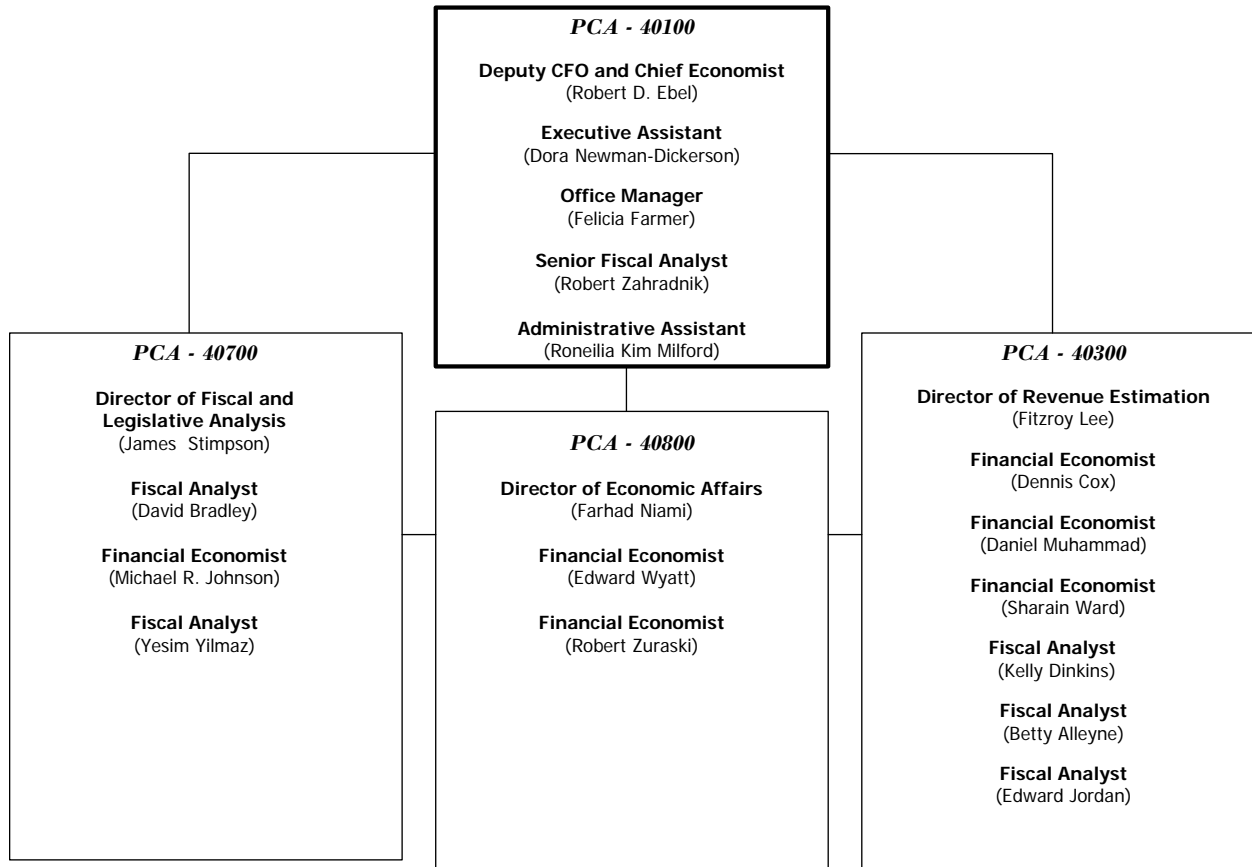 PCA - 40100
Deputy CFO and Chief Economist
(Robert D. Ebel)
Executive Assistant
(Dora Newman-Dickerson)
Office Manager
(Felicia Farmer)
Senior Fiscal Analyst
(Robert Zahradnik)
Administrative Assistant
(Roneilia Kim Milford)
PCA - 40700
Director of Fiscal and
Legislative Analysis
(James Stimpson)
Fiscal Analyst
(David Bradley)
Financial Economist
(Michael R. Johnson)
Fiscal Analyst
(Yesim Yilmaz)
PCA - 40800
Director of Economic Affairs
(Farhad Niami)
Financial Economist
(Edward Wyatt)
Financial Economist
(Robert Zuraski)
PCA - 40300
Director of Revenue Estimation
(Fitzroy Lee)
Financial Economist
(Dennis Cox)
Financial Economist
(Daniel Muhammad)
Financial Economist
(Sharain Ward)
Fiscal Analyst
(Kelly Dinkins)
Fiscal Analyst
(Betty Alleyne)
Fiscal Analyst
(Edward Jordan)